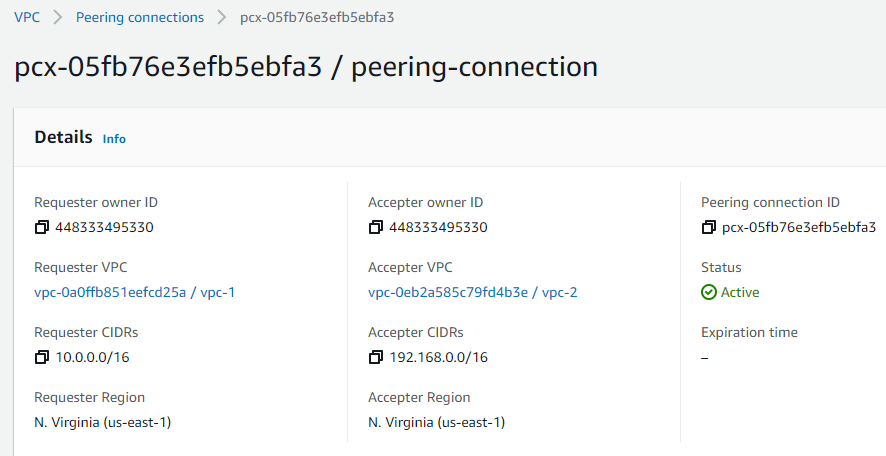 VPC > Peering connections > pcx-05fb76e3efb5ebfa3
pcx-05fb76e3efb5ebfa3 / peering-connection
Details Info
Requester owner ID
448333495330
Requester VPC
vpc-0a0ffb851eefcd25a / vpc-1
Requester CIDRs
10.0.0.0/16
Requester Region
N. Virginia (us-east-1)
Accepter owner ID
448333495330
Accepter VPC
vpc-0eb2a585c79fd4b3e / vpc-2
Accepter CIDRs
192.168.0.0/16
Accepter Region
N. Virginia (us-east-1)
Peering connection ID
pcx-05fb76e3efb5ebfa3
Status
Active
Expiration time
–